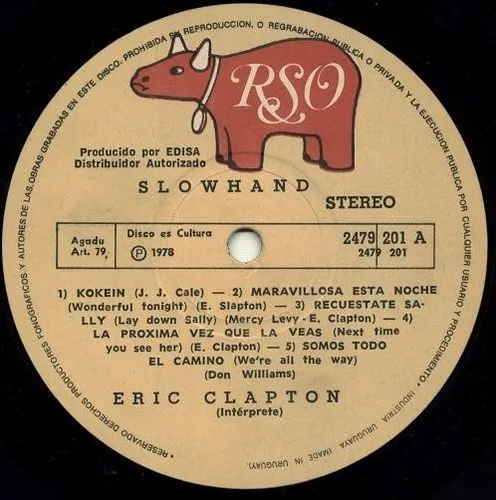 RESERVADO DERECHOS PRODUCTORES FONOGRAFICOS Y AUTORES DE LAS OBRAS GRABADAS EN ESTE DISCO. PROHIBIDA SU REPRODUCCION, O REGRABACION PUBLICA O PRIVADA Y LA EJECUCION PUBLICA POR CUALQUIER USUARIO Y PROCEDIMIENTO • INDUSTRIA URUGUAYA (MADE IN URUGUAY). •
RSO
Producido por EDISA
Distribuidor Autorizado
SLOWHAND
STEREO
Agadu
Art. 79
Disco es Cultura
℗ 1978
2479 201 A
2479 201
1) KOKEIN (J. J. Cale) — 2) MARAVILLOSA ESTA NOCHE
(Wonderful tonight) (E. Slapton) — 3) RECUESTATE SA-
LLY (Lay down Sally) (Mercy Levy - E. Clapton) — 4)
LA PROXIMA VEZ QUE LA VEAS (Next time
you see her) (E. Clapton) — 5) SOMOS TODO
EL CAMINO (We're all the way)
(Don Williams)
ERIC CLAPTON
(Intérprete)